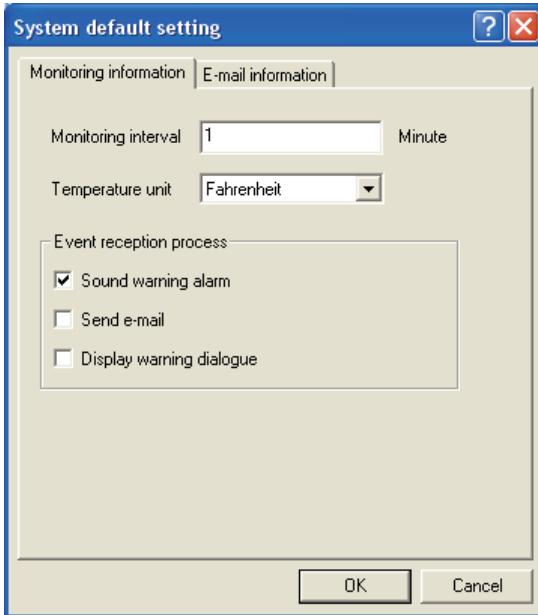 System default setting
Monitoring information E-mail information
Monitoring interval 1 Minute
Temperature unit Fahrenheit
Event reception process
Sound warning alarm
Send e-mail
Display warning dialogue
OK Cancel